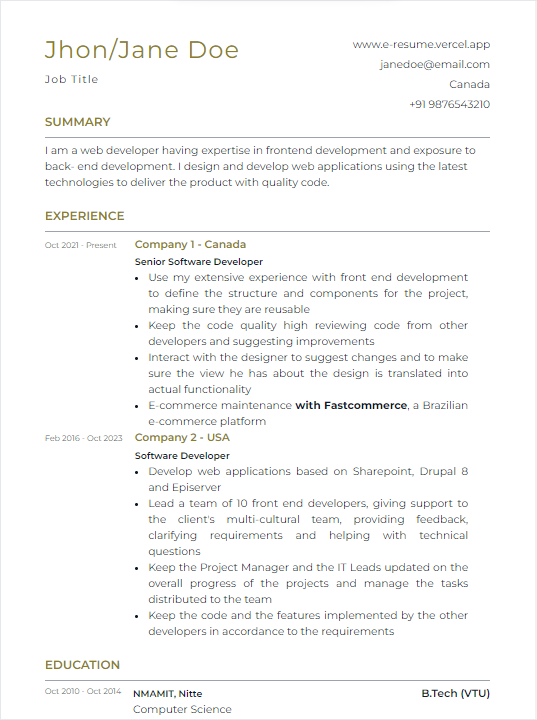 Jhon/Jane Doe
Job Title
www.e-resume.vercel.app
janedoe@email.com
Canada
+91 9876543210
SUMMARY
I am a web developer having expertise in frontend development and exposure to
back- end development. I design and develop web applications using the latest
technologies to deliver the product with quality code.
EXPERIENCE
Oct 2021 - Present
Company 1 - Canada
Senior Software Developer
• Use my extensive experience with front end development
to define the structure and components for the project,
making sure they are reusable
• Keep the code quality high reviewing code from other
developers and suggesting improvements
• Interact with the designer to suggest changes and to make
sure the view he has about the design is translated into
actual functionality
• E-commerce maintenance with Fastcommerce, a Brazilian
e-commerce platform
Feb 2016 - Oct 2023
Company 2 - USA
Software Developer
• Develop web applications based on Sharepoint, Drupal 8
and Episerver
• Lead a team of 10 front end developers, giving support to
the client's multi-cultural team, providing feedback,
clarifying requirements and helping with technical
questions
• Keep the Project Manager and the IT Leads updated on the
overall progress of the projects and manage the tasks
distributed to the team
• Keep the code and the features implemented by the other
developers in accordance to the requirements
EDUCATION
Oct 2010 - Oct 2014
NMAMIT, Nitte
B.Tech (VTU)
Computer Science